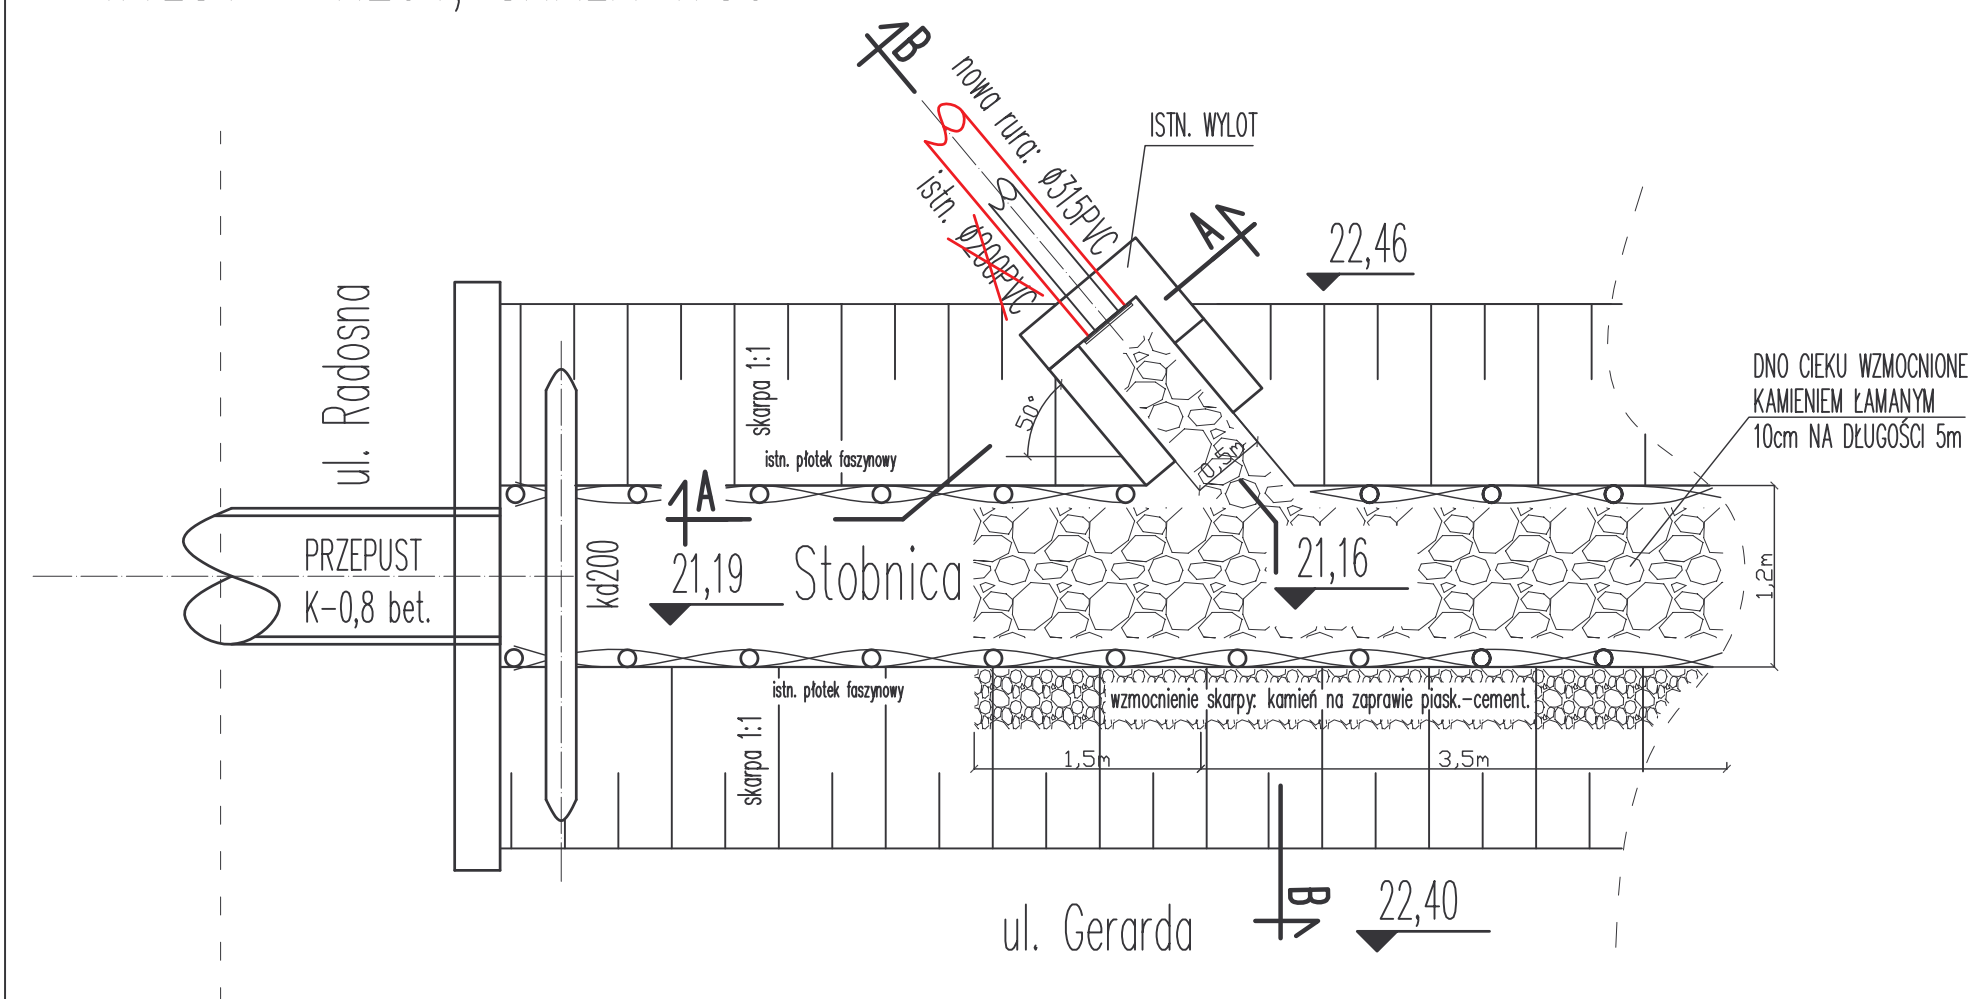 B
nowa rura: ø315PVC
istn. ø200PVC
ISTN. WYLOT
A
22,46
ul. Radosna
skarpa 1:1
50°
DNO CIEKU WZMOCNIONE
KAMIENIEM ŁAMANYM
10cm NA DŁUGOŚCI 5m
istn. płotek faszynowy
0,5m
A
PRZEPUST
K-0,8 bet.
kd200
21,19
Stobnica
21,16
1,2m
istn. płotek faszynowy
wzmocnienie skarpy: kamień na zaprawie piask.-cement.
skarpa 1:1
1,5m
3,5m
B
ul. Gerarda
22,40